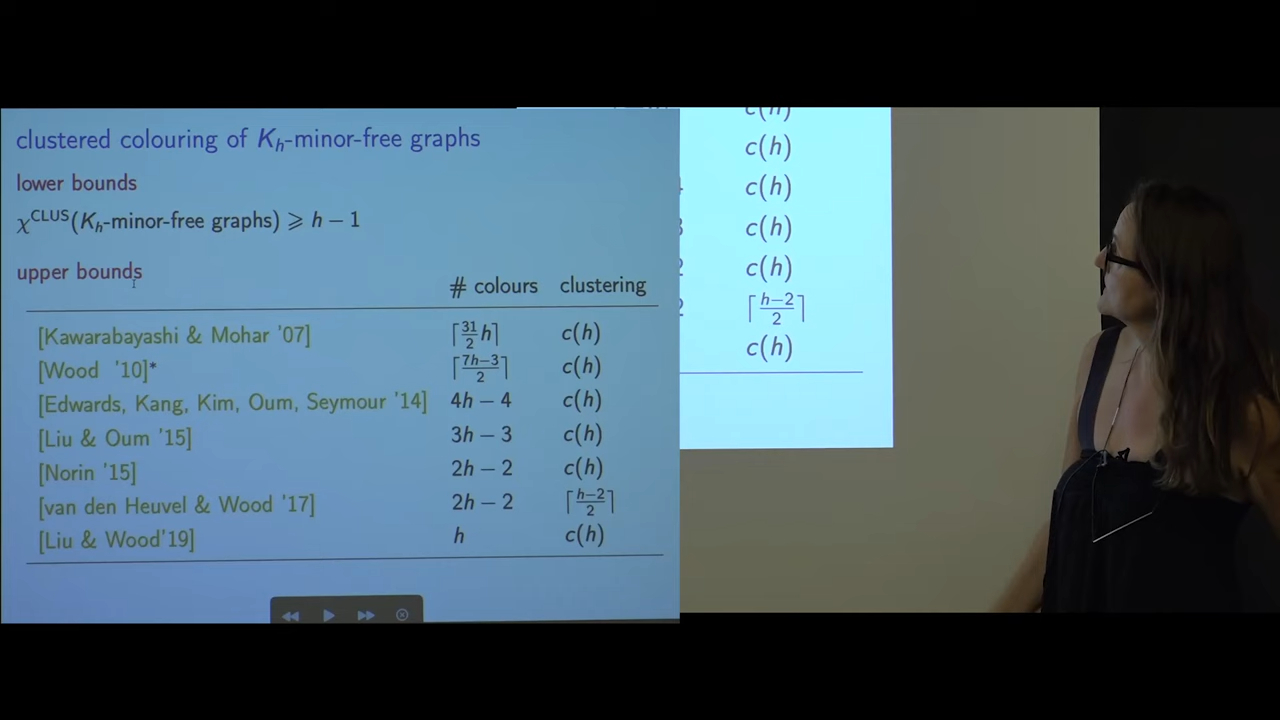 clustered colouring of Kₕ-minor-free graphs
lower bounds
χ^CLUS(Kₕ-minor-free graphs) ⩾ h − 1
upper bounds
# colours clustering
[Kawarabayashi & Mohar '07] ⌈31/2 h⌉ c(h)
[Wood '10]* ⌈7h−3/2⌉ c(h)
[Edwards, Kang, Kim, Oum, Seymour '14] 4h − 4 c(h)
[Liu & Oum '15] 3h − 3 c(h)
[Norin '15] 2h − 2 c(h)
[van den Heuvel & Wood '17] 2h − 2 ⌈h−2/2⌉
[Liu & Wood'19] h c(h)
c(h)
c(h)
c(h)
c(h)
c(h)
⌈h−2/2⌉
c(h)